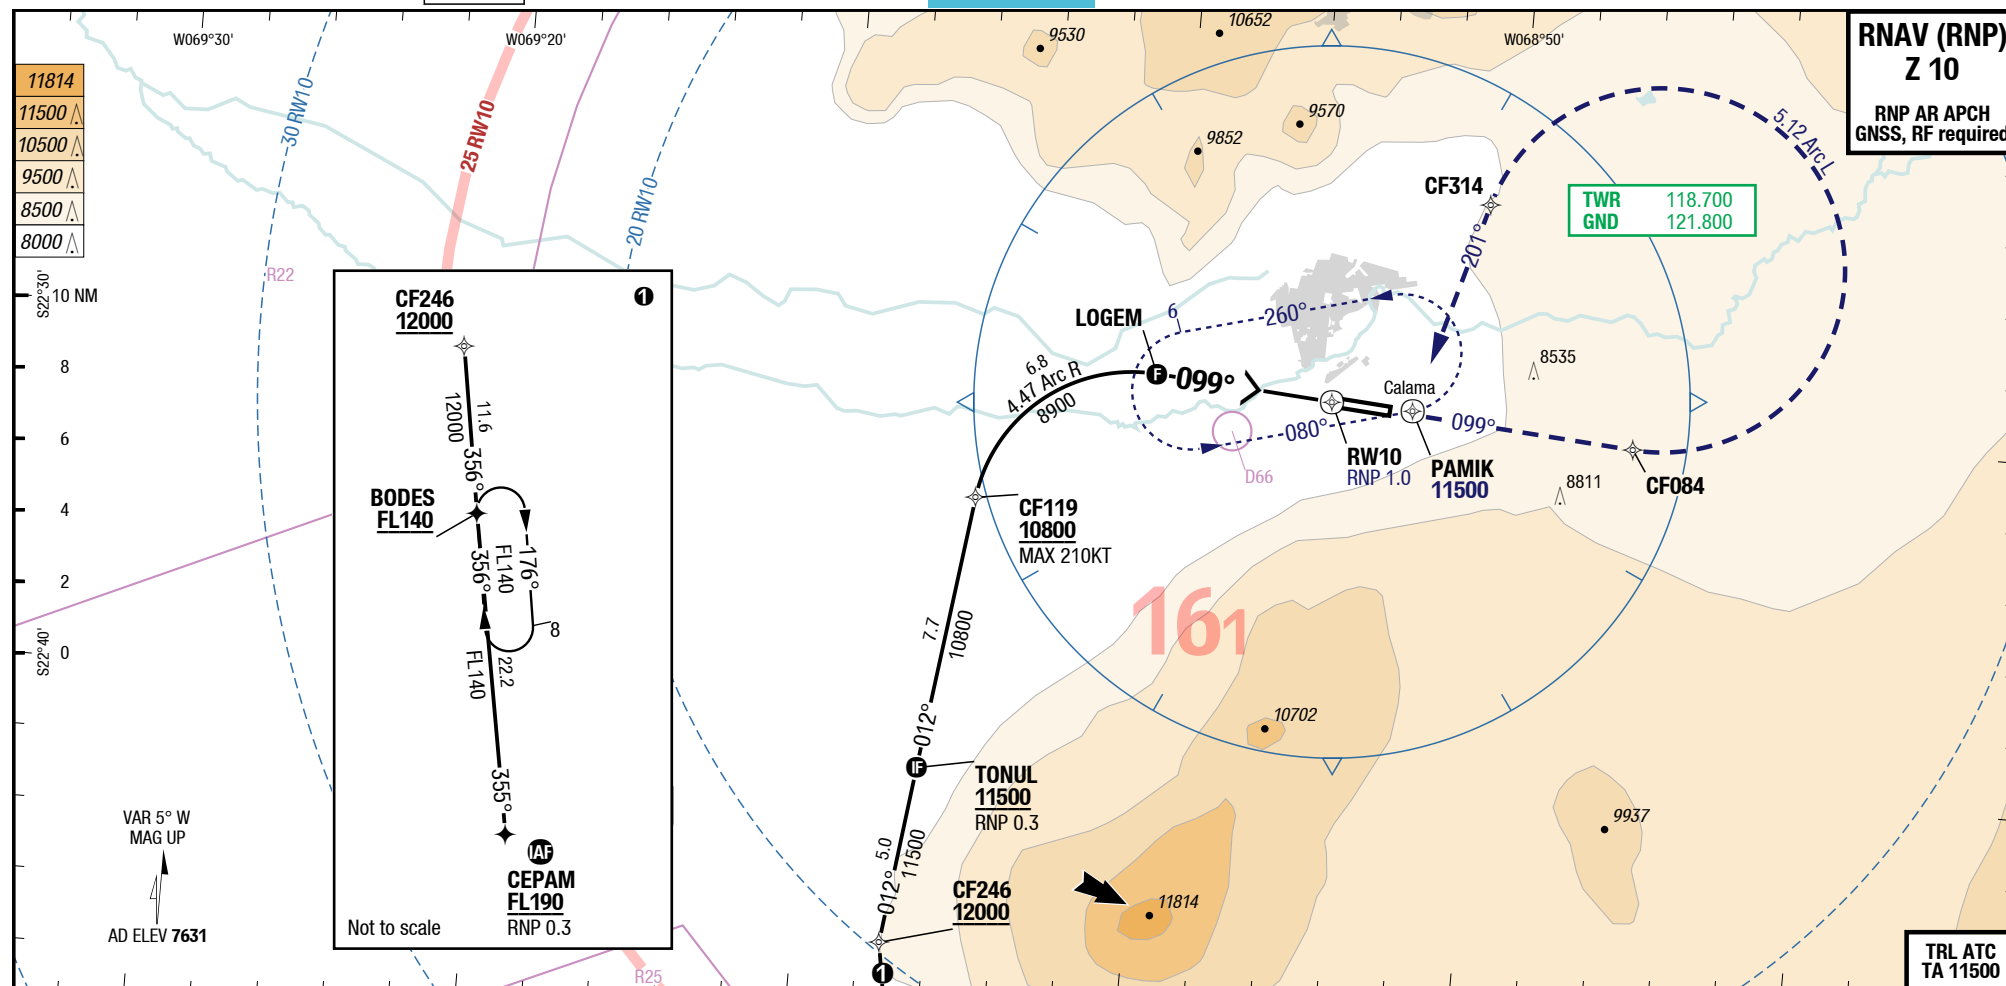 RNAV (RNP)
Z 10
RNP AR APCH
GNSS, RF required
W069°30'
W069°20'
W068°50'
11814
11500
10500
9500
8500
8000
30 RW10
25 RW10
20 RW10
9530
10652
9570
9852
5.12 Arc L
CF314
201°
TWR 118.700
GND 121.800
R22
S22°30'
10 NM
8
6
4
2
0
S22°40'
CF246
12000
1
11.6
12000
356°
BODES
FL140
356°
FL140
176°
8
22.2
FL140
355°
IAF
CEPAM
FL190
RNP 0.3
Not to scale
LOGEM
6
260°
F
099°
6.8
4.47 Arc R
8900
080°
D66
Calama
RW10
RNP 1.0
PAMIK
11500
099°
CF084
8535
8811
CF119
10800
MAX 210KT
7.7
10800
161
012°
IF
TONUL
11500
RNP 0.3
5.0
11500
012°
CF246
12000
1
10702
11814
9937
VAR 5° W
MAG UP
AD ELEV 7631
R25
TRL ATC
TA 11500